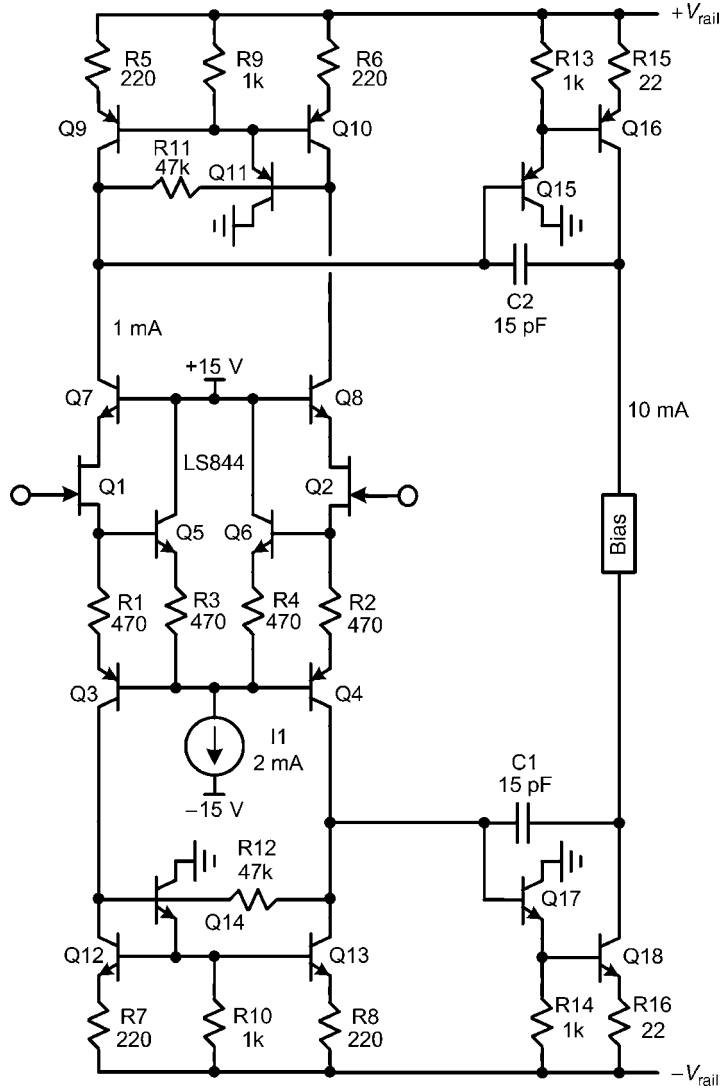 +Vrail
R5
220
R9
1k
R6
220
R13
1k
R15
22
Q9
Q10
Q16
R11
47k
Q11
Q15
C2
15 pF
1 mA
+15 V
Q7
Q8
10 mA
LS844
Q1
Q2
Q5
Q6
Bias
R1
470
R3
470
R4
470
R2
470
Q3
Q4
I1
2 mA
−15 V
C1
15 pF
R12
47k
Q14
Q17
Q12
Q13
Q18
R7
220
R10
1k
R8
220
R14
1k
R16
22
−Vrail